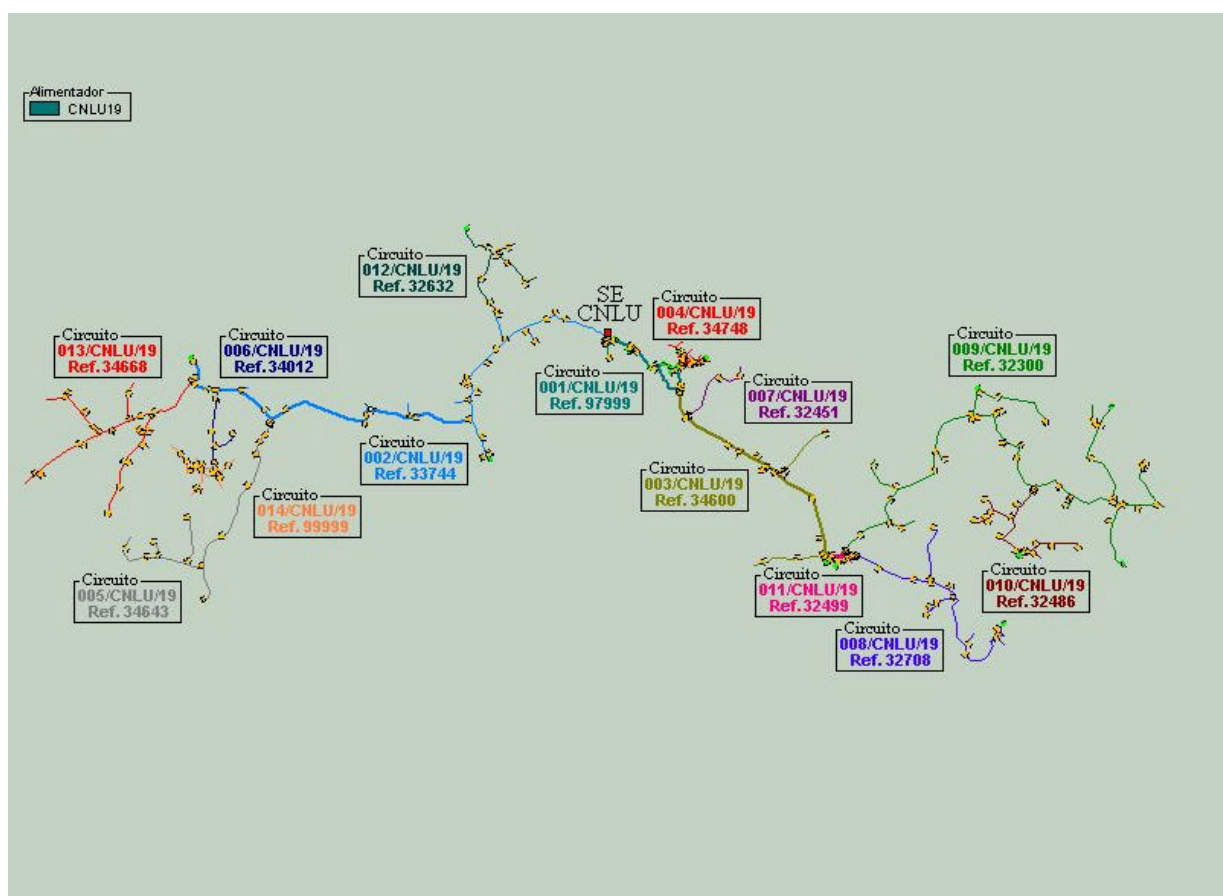 Alimentador
CNLU19
Circuito
012/CNLU/19
Ref. 32632
SE
CNLU
Circuito
004/CNLU/19
Ref. 34748
Circuito
013/CNLU/19
Ref. 34668
Circuito
006/CNLU/19
Ref. 34012
Circuito
009/CNLU/19
Ref. 32300
Circuito
001/CNLU/19
Ref. 97999
Circuito
007/CNLU/19
Ref. 32451
Circuito
002/CNLU/19
Ref. 33744
Circuito
003/CNLU/19
Ref. 34600
Circuito
014/CNLU/19
Ref. 99999
Circuito
005/CNLU/19
Ref. 34643
Circuito
011/CNLU/19
Ref. 32499
Circuito
010/CNLU/19
Ref. 32486
Circuito
008/CNLU/19
Ref. 32708